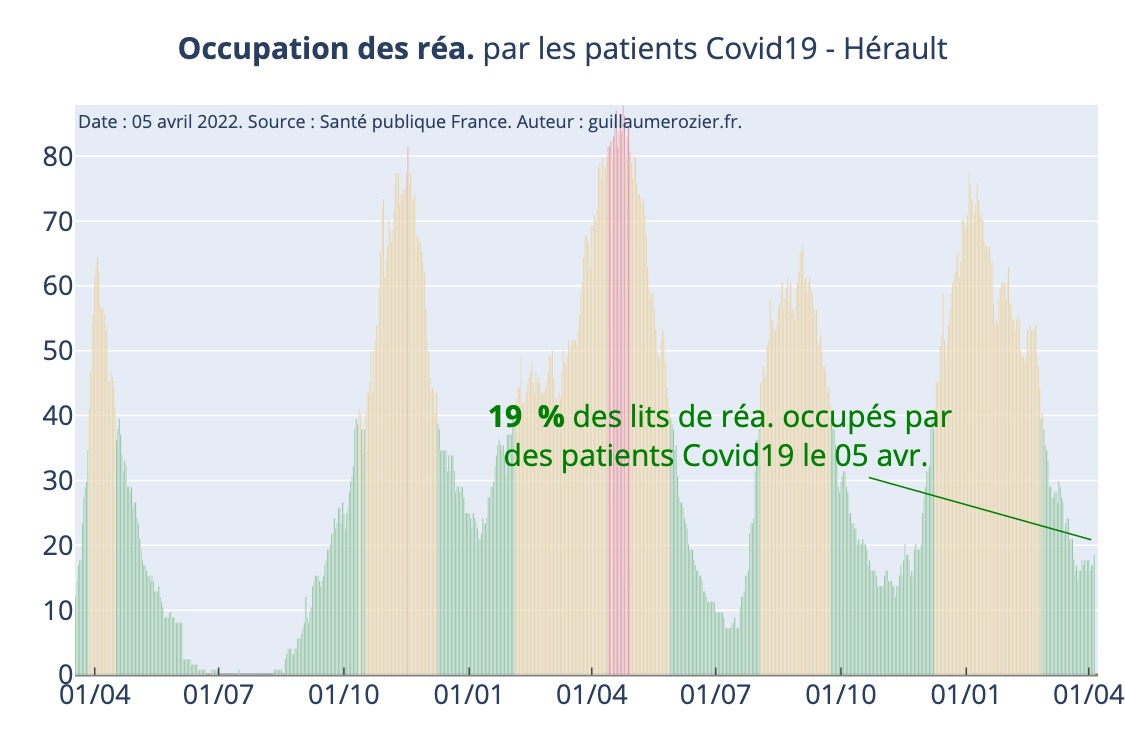 Occupation des réa. par les patients Covid19 - Hérault
Date : 05 avril 2022. Source : Santé publique France. Auteur : guillaumerozier.fr.
80
70
60
50
40
30
20
10
0
19 % des lits de réa. occupés par
des patients Covid19 le 05 avr.
01/04 01/07 01/10 01/01 01/04 01/07 01/10 01/01 01/04